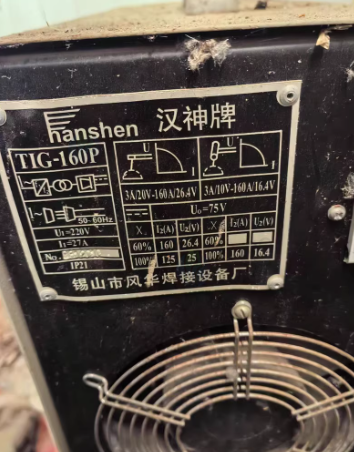 hanshen 汉神牌
TIG-160P
3A/20V-160A/26.4V 3A/10V-160A/16.4V
U₀=75V
50-60Hz
U₁=220V
X I₂(A) U₂(V) X I₂(A) U₂(V)
I₁=27A
60% 160 26.4 60%
No.
100% 125 25 100% 160 16.4
IP21
锡山市风华焊接设备厂